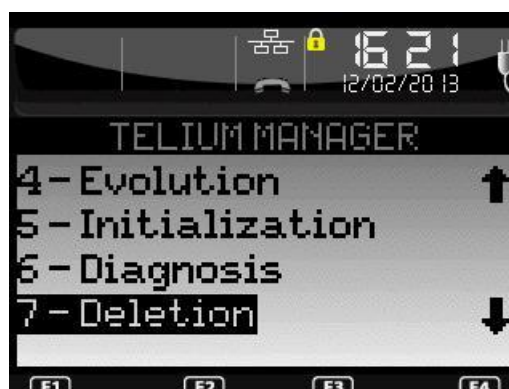 16 21
12/02/2013
TELIUM MANAGER
4-Evolution
5-Initialization
6-Diagnosis
7-Deletion
F1 F2 F3 F4